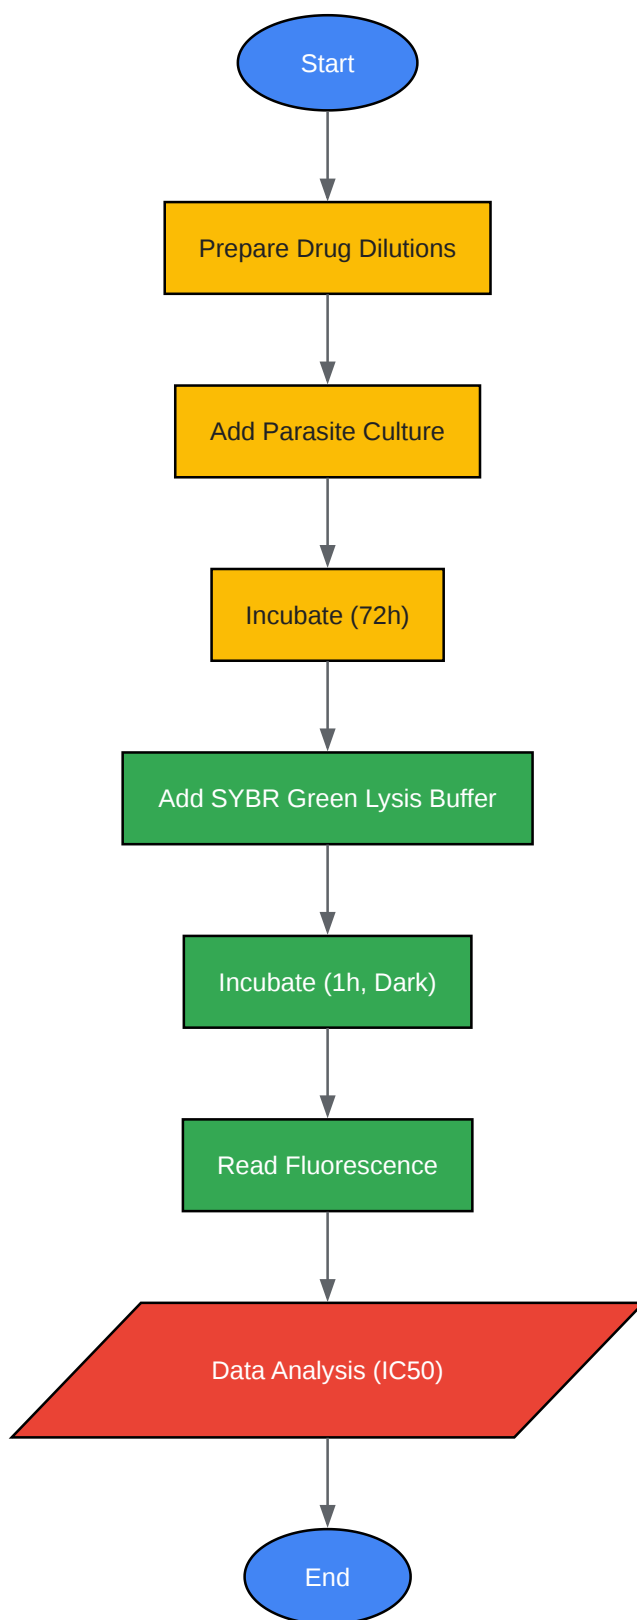 Start
Prepare Drug Dilutions
Add Parasite Culture
Incubate (72h)
Add SYBR Green Lysis Buffer
Incubate (1h, Dark)
Read Fluorescence
Data Analysis (IC50)
End